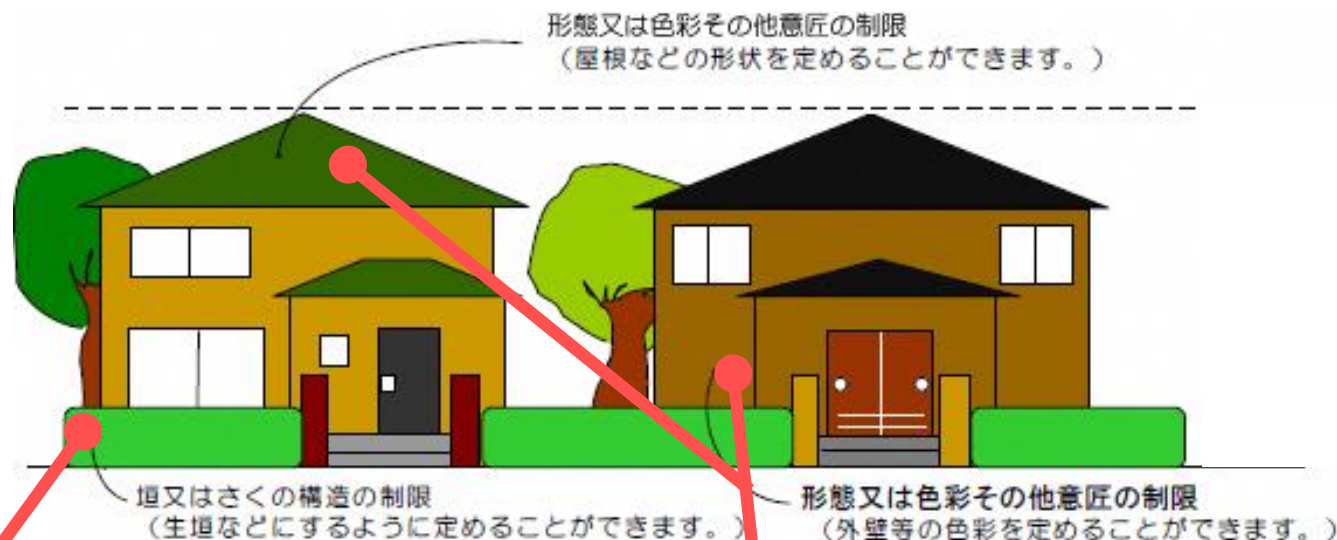 形態又は色彩その他意匠の制限
（屋根などの形状を定めることができます。）
垣又はさくの構造の制限
（生垣などにするように定めることができます。）
形態又は色彩その他意匠の制限
（外壁等の色彩を定めることができます。）